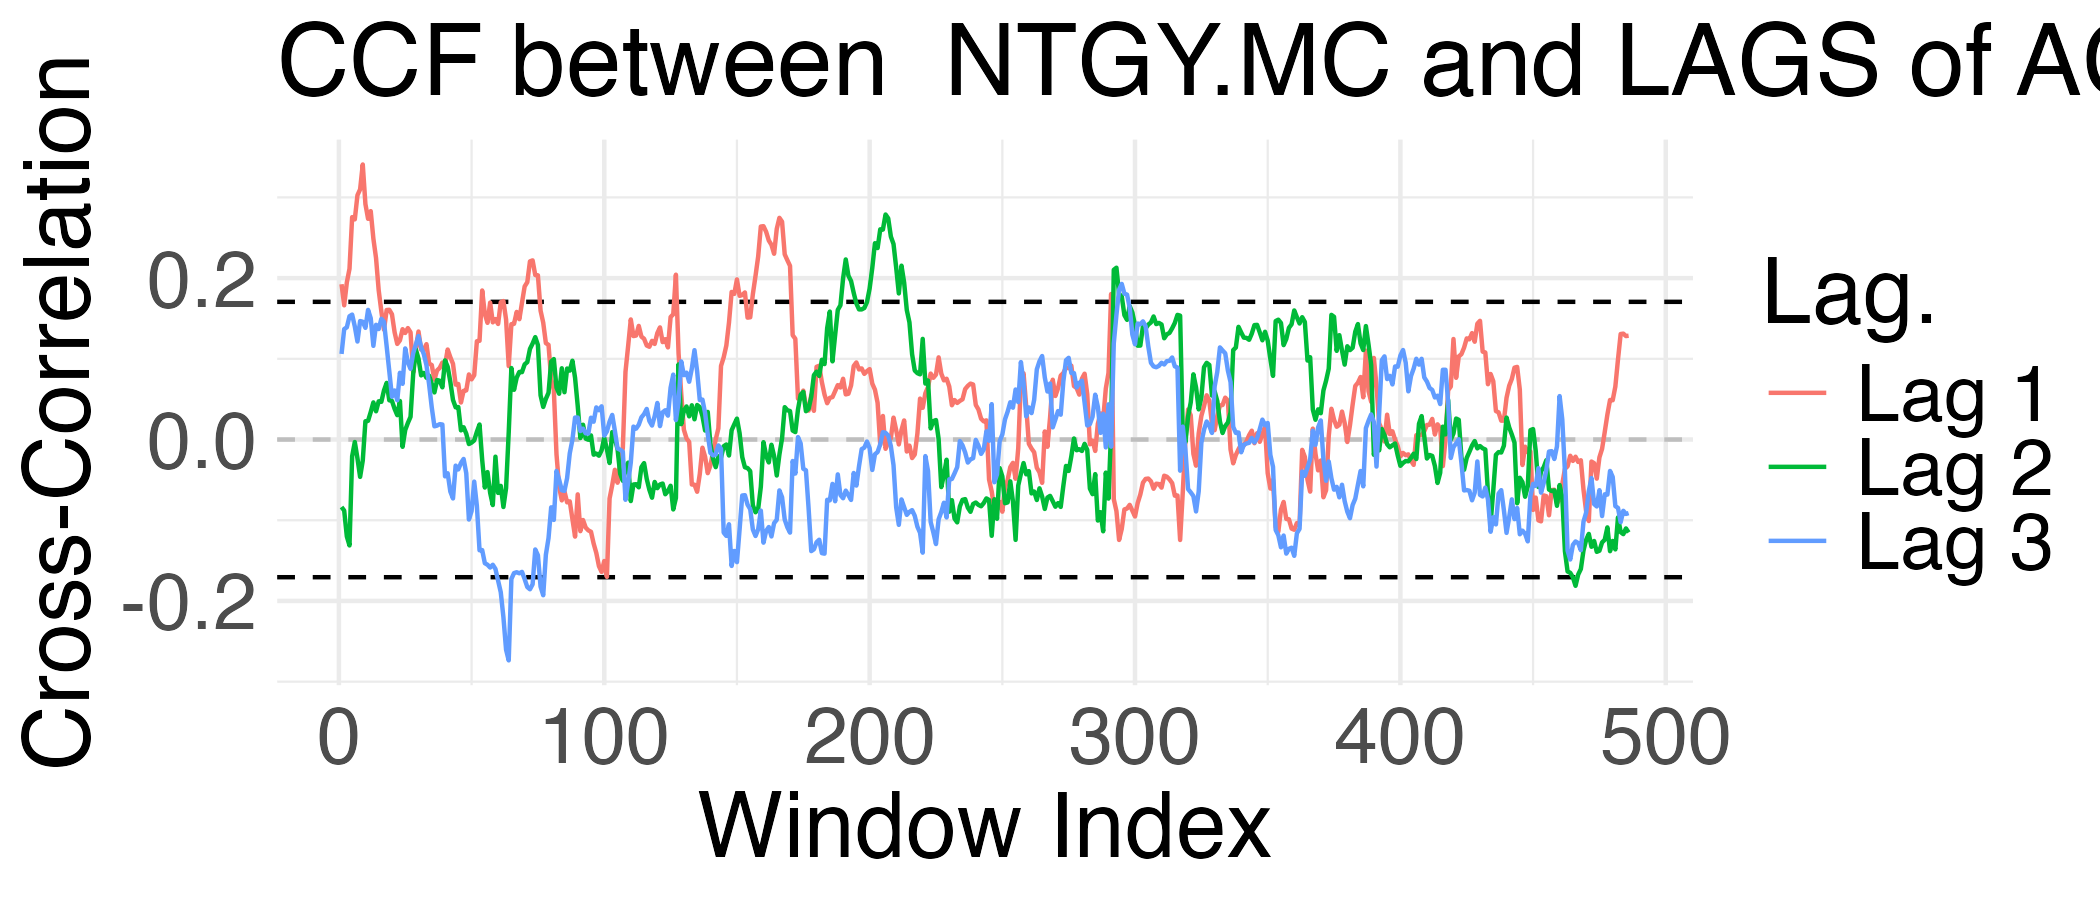 CCF between  NTGY.MC and LAGS of AC
Cross-Correlation
0.2
0.0
-0.2
0
100
200
300
400
500
Window Index
Lag.
Lag 1
Lag 2
Lag 3